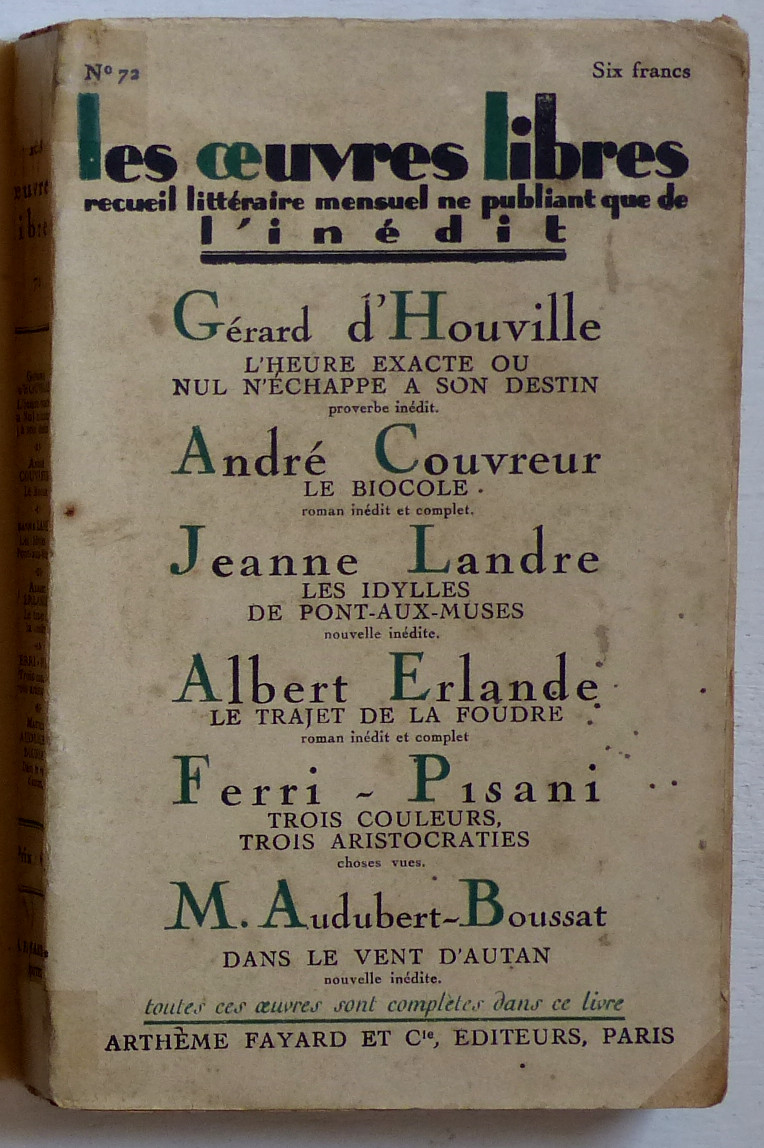 Nº 72
Six francs
les œuvres libres
recueil littéraire mensuel ne publiant que de
l'inédit
Gérard d'Houville
L'HEURE EXACTE OU
NUL N'ÉCHAPPE A SON DESTIN
proverbe inédit.
André Couvreur
LE BIOCOLE.
roman inédit et complet.
Jeanne Landre
LES IDYLLES
DE PONT-AUX-MUSES
nouvelle inédite.
Albert Erlande
LE TRAJET DE LA FOUDRE
roman inédit et complet
Ferri - Pisani
TROIS COULEURS,
TROIS ARISTOCRATIES
choses vues.
M. Audubert-Boussat
DANS LE VENT D'AUTAN
nouvelle inédite.
toutes ces œuvres sont complètes dans ce livre
ARTHÈME FAYARD ET Cie, EDITEURS, PARIS